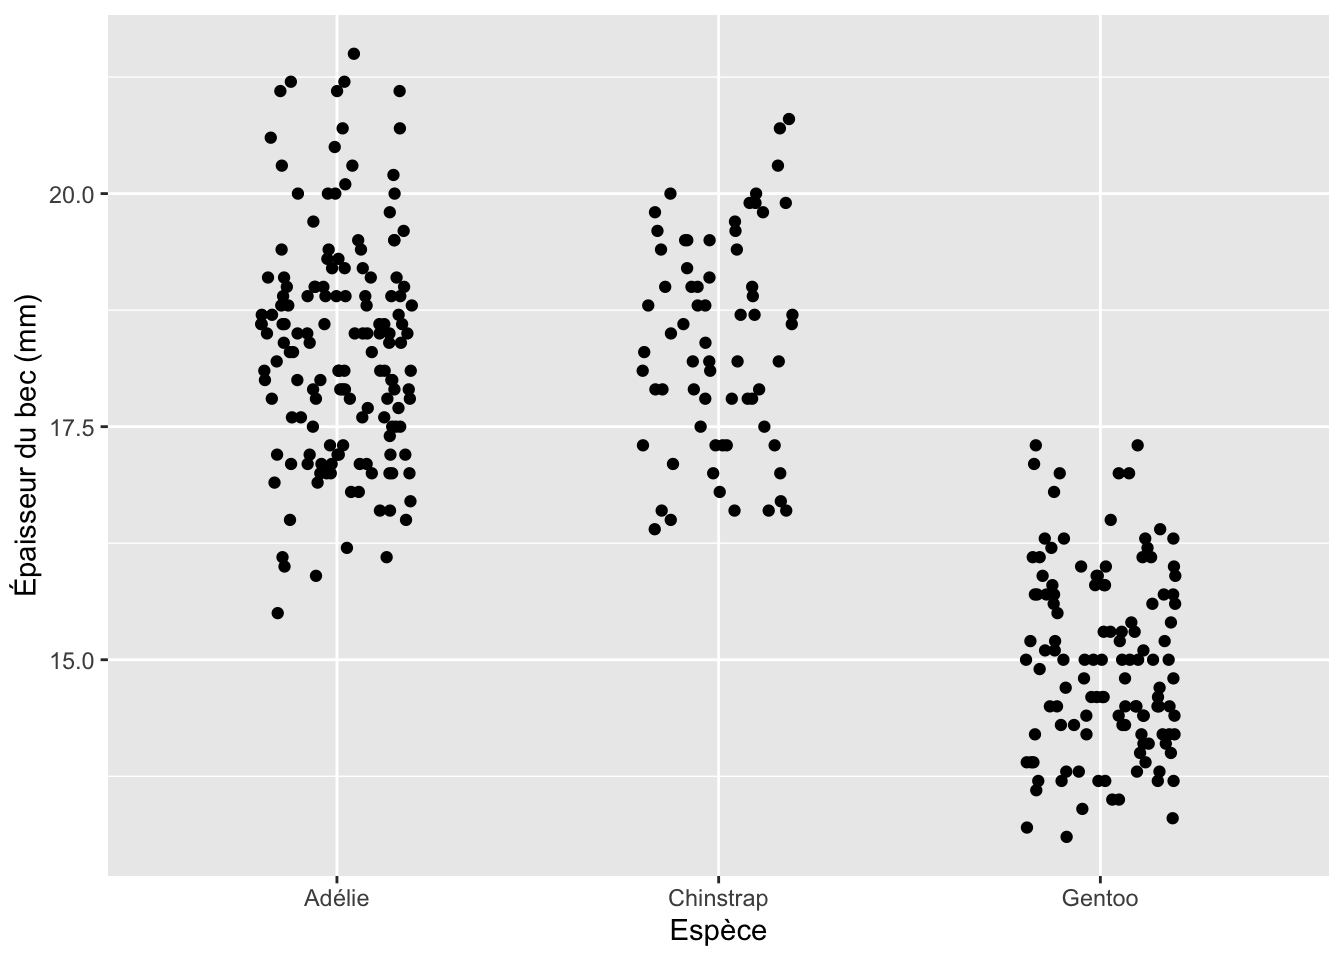 Épaisseur du bec (mm)
20.0
17.5
15.0
Adélie
Chinstrap
Gentoo
Espèce